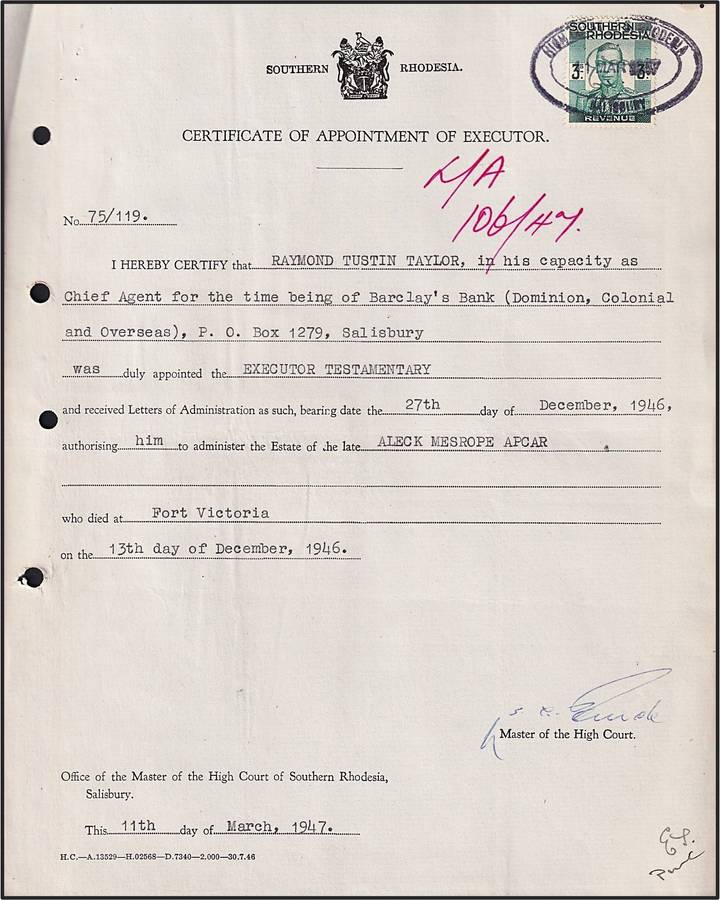 SOUTHERN RHODESIA.
SOUTHERN
RHODESIA
3/- 3/-
REVENUE
SALISBURY
CERTIFICATE OF APPOINTMENT OF EXECUTOR.
L/A
106/47.
No. 75/119.
I HEREBY CERTIFY that RAYMOND TUSTIN TAYLOR, in his capacity as
Chief Agent for the time being of Barclay's Bank (Dominion, Colonial
and Overseas), P. O. Box 1279, Salisbury
was duly appointed the EXECUTOR TESTAMENTARY
and received Letters of Administration as such, bearing date the 27th day of December, 1946,
authorising him to administer the Estate of the late ALECK MESROPE APCAR
who died at Fort Victoria
on the 13th day of December, 1946.
Master of the High Court.
Office of the Master of the High Court of Southern Rhodesia,
Salisbury.
This 11th day of March, 1947.
H.C.—A.13529—H.02568—D.7340—2.000—30.7.46